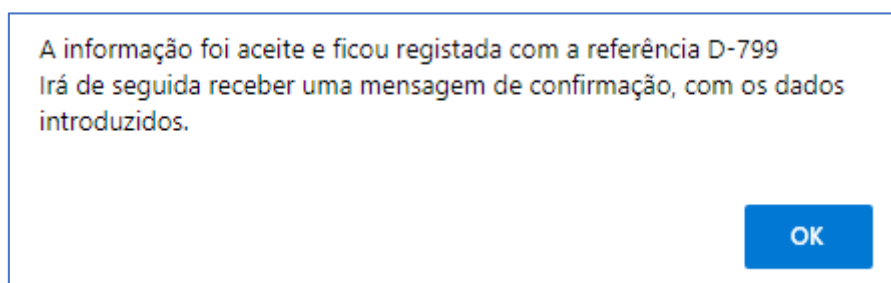 A informação foi aceite e ficou registada com a referência D-799
Irá de seguida receber uma mensagem de confirmação, com os dados
introduzidos.
OK